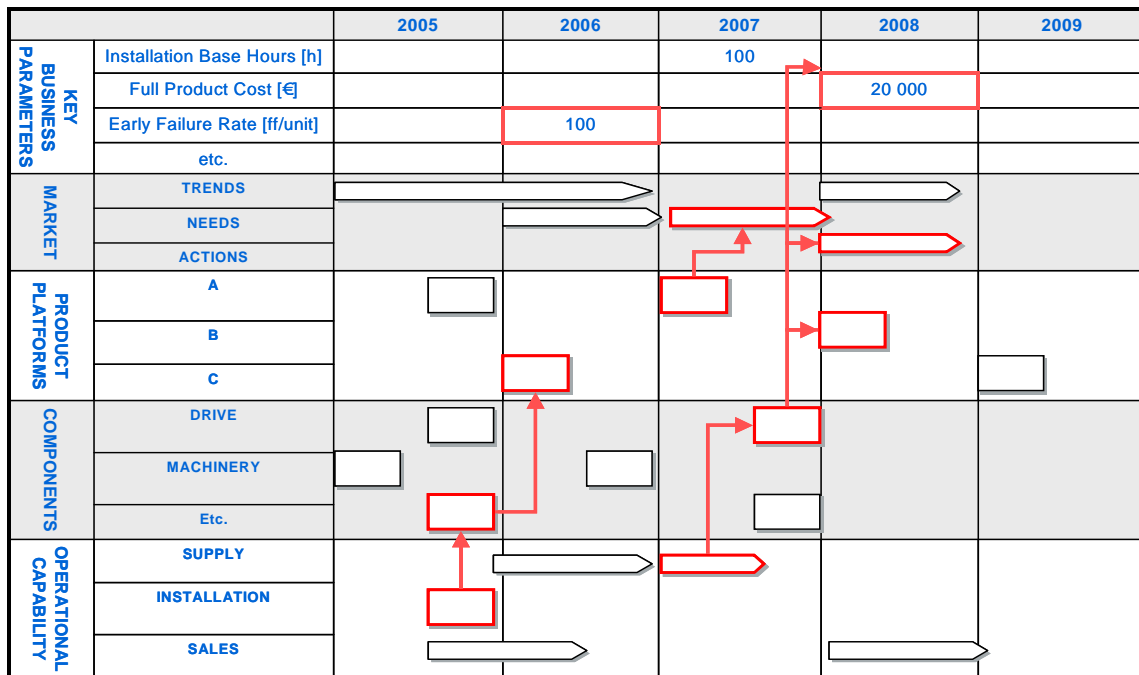 2005 2006 2007 2008 2009
KEY
BUSINESS
PARAMETERS
Installation Base Hours [h] 100
Full Product Cost [€] 20 000
Early Failure Rate [ff/unit] 100
etc.
MARKET
TRENDS
NEEDS
ACTIONS
PRODUCT
PLATFORMS
A
B
C
COMPONENTS
DRIVE
MACHINERY
Etc.
OPERATIONAL
CAPABILITY
SUPPLY
INSTALLATION
SALES